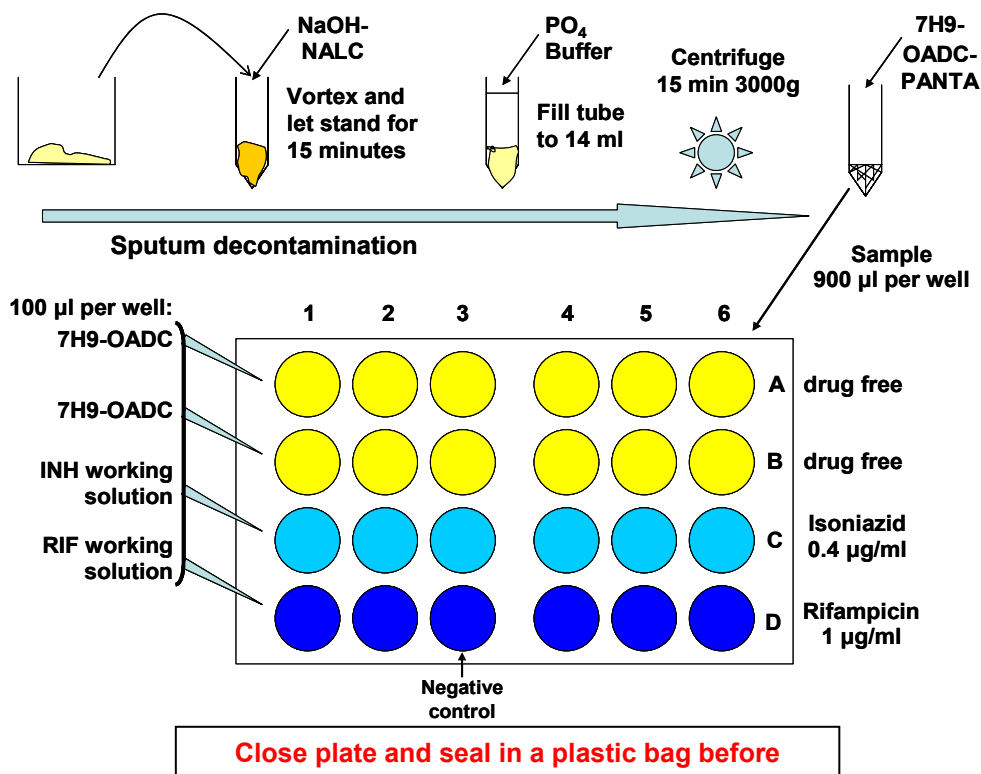 NaOH-
NALC
Vortex and
let stand for
15 minutes
PO4
Buffer
Fill tube
to 14 ml
Centrifuge
15 min 3000g
7H9-
OADC-
PANTA
Sputum decontamination
Sample
900 µl per well
100 µl per well:
7H9-OADC
7H9-OADC
INH working
solution
RIF working
solution
1 2 3 4 5 6
A drug free
B drug free
C Isoniazid
0.4 µg/ml
D Rifampicin
1 µg/ml
Negative
control
Close plate and seal in a plastic bag before